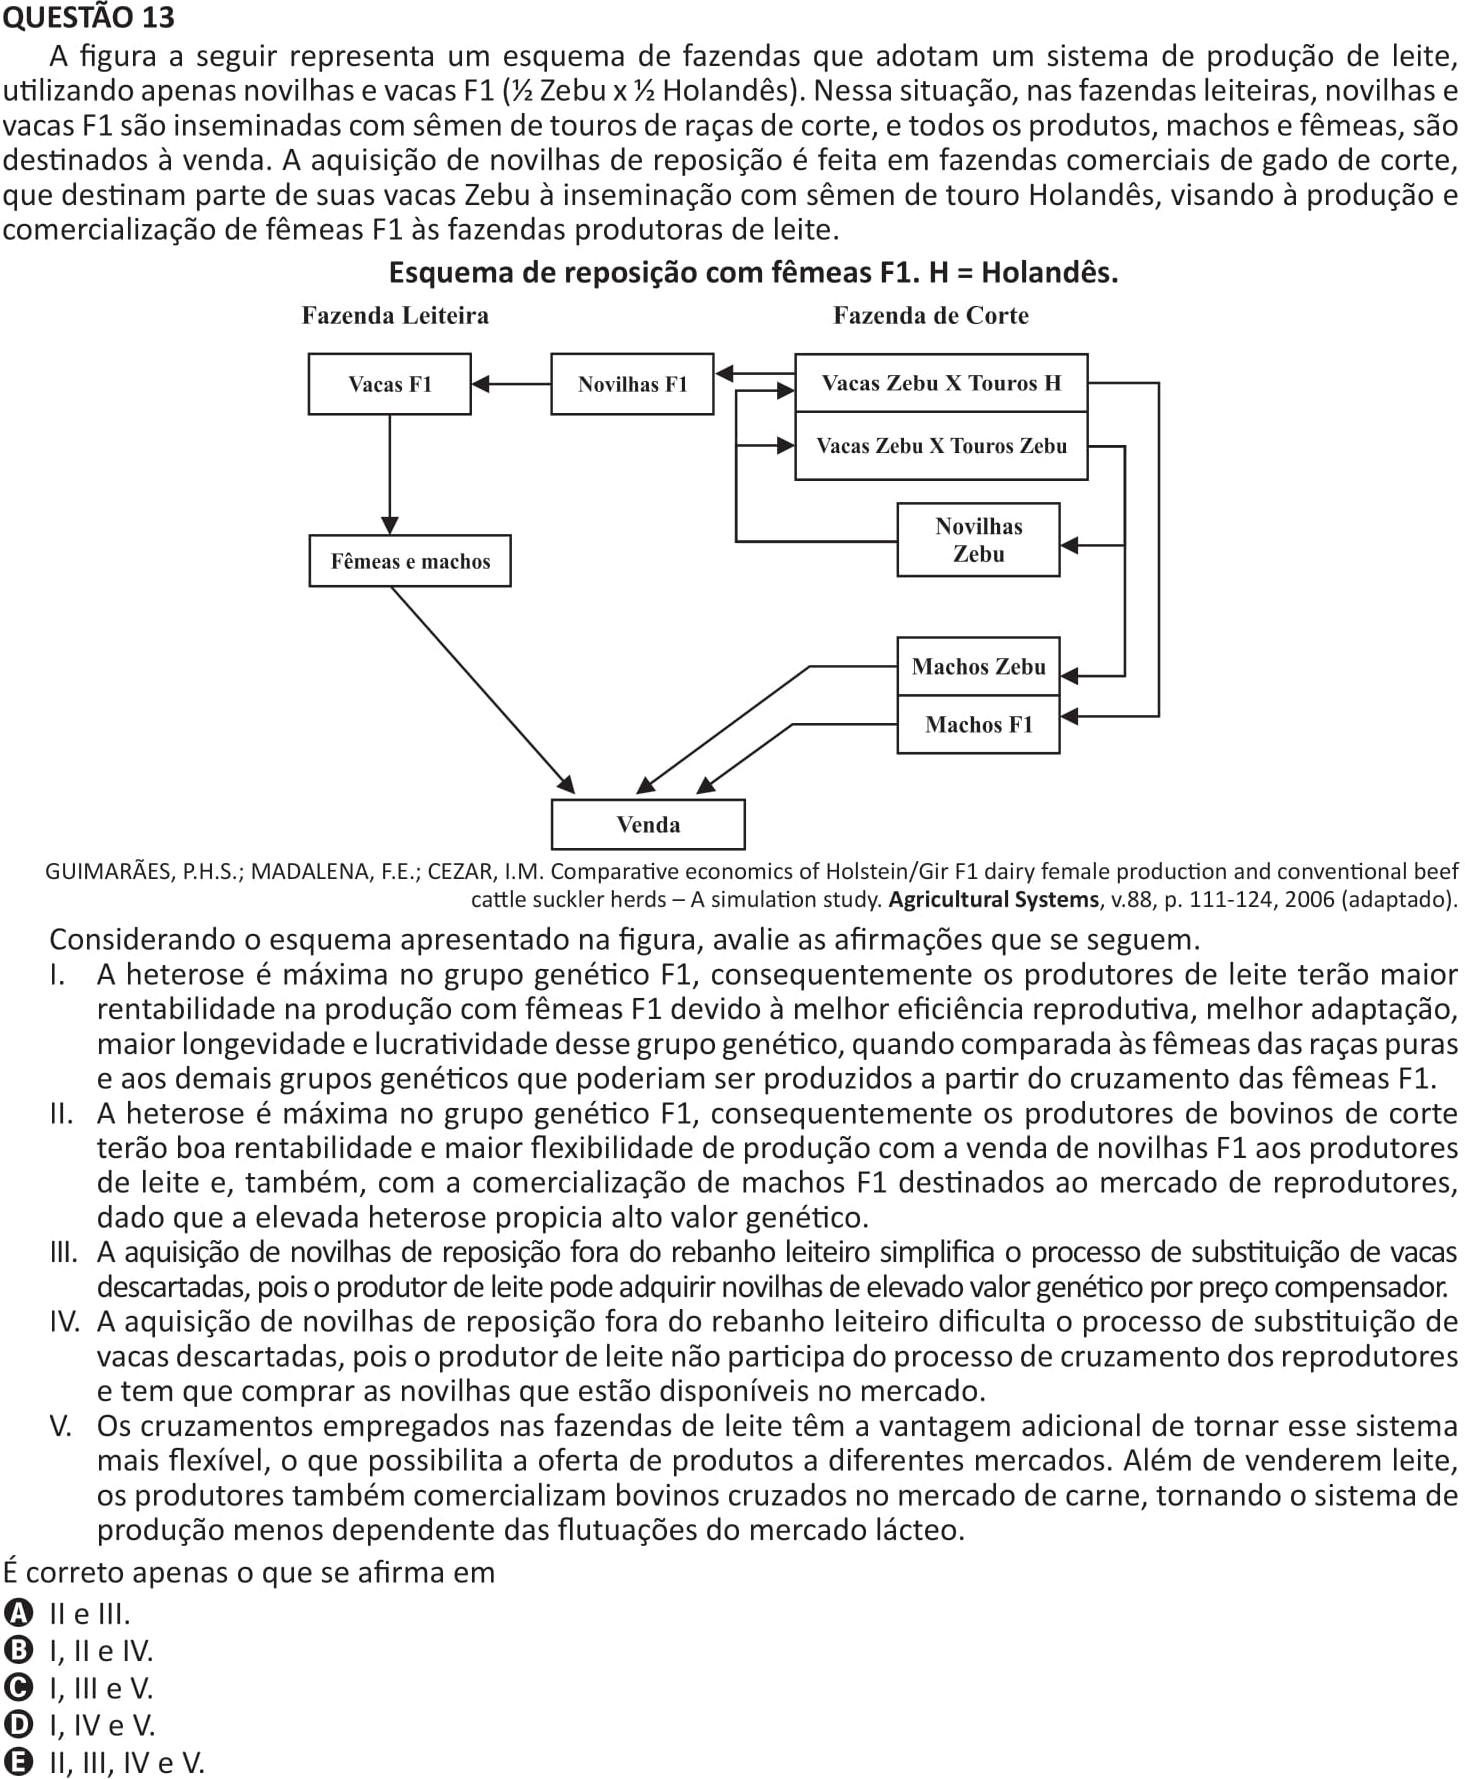 QUESTÃO 13
A figura a seguir representa um esquema de fazendas que adotam um sistema de produção de leite,
utilizando apenas novilhas e vacas F1 (½ Zebu x ½ Holandês). Nessa situação, nas fazendas leiteiras, novilhas e
vacas F1 são inseminadas com sêmen de touros de raças de corte, e todos os produtos, machos e fêmeas, são
destinados à venda. A aquisição de novilhas de reposição é feita em fazendas comerciais de gado de corte,
que destinam parte de suas vacas Zebu à inseminação com sêmen de touro Holandês, visando à produção e
comercialização de fêmeas F1 às fazendas produtoras de leite.
Esquema de reposição com fêmeas F1. H = Holandês.
Fazenda Leiteira
Fazenda de Corte
Vacas F1
Novilhas F1
Vacas Zebu X Touros H
Vacas Zebu X Touros Zebu
Novilhas
Zebu
Fêmeas e machos
Machos Zebu
Machos F1
Venda
GUIMARÃES, P.H.S.; MADALENA, F.E.; CEZAR, I.M. Comparative economics of Holstein/Gir F1 dairy female production and conventional beef
cattle suckler herds – A simulation study. Agricultural Systems, v.88, p. 111-124, 2006 (adaptado).
Considerando o esquema apresentado na figura, avalie as afirmações que se seguem.
I. A heterose é máxima no grupo genético F1, consequentemente os produtores de leite terão maior
rentabilidade na produção com fêmeas F1 devido à melhor eficiência reprodutiva, melhor adaptação,
maior longevidade e lucratividade desse grupo genético, quando comparada às fêmeas das raças puras
e aos demais grupos genéticos que poderiam ser produzidos a partir do cruzamento das fêmeas F1.
II. A heterose é máxima no grupo genético F1, consequentemente os produtores de bovinos de corte
terão boa rentabilidade e maior flexibilidade de produção com a venda de novilhas F1 aos produtores
de leite e, também, com a comercialização de machos F1 destinados ao mercado de reprodutores,
dado que a elevada heterose propicia alto valor genético.
III. A aquisição de novilhas de reposição fora do rebanho leiteiro simplifica o processo de substituição de vacas
descartadas, pois o produtor de leite pode adquirir novilhas de elevado valor genético por preço compensador.
IV. A aquisição de novilhas de reposição fora do rebanho leiteiro dificulta o processo de substituição de
vacas descartadas, pois o produtor de leite não participa do processo de cruzamento dos reprodutores
e tem que comprar as novilhas que estão disponíveis no mercado.
V. Os cruzamentos empregados nas fazendas de leite têm a vantagem adicional de tornar esse sistema
mais flexível, o que possibilita a oferta de produtos a diferentes mercados. Além de venderem leite,
os produtores também comercializam bovinos cruzados no mercado de carne, tornando o sistema de
produção menos dependente das flutuações do mercado lácteo.
É correto apenas o que se afirma em
A II e III.
B I, II e IV.
C I, III e V.
D I, IV e V.
E II, III, IV e V.